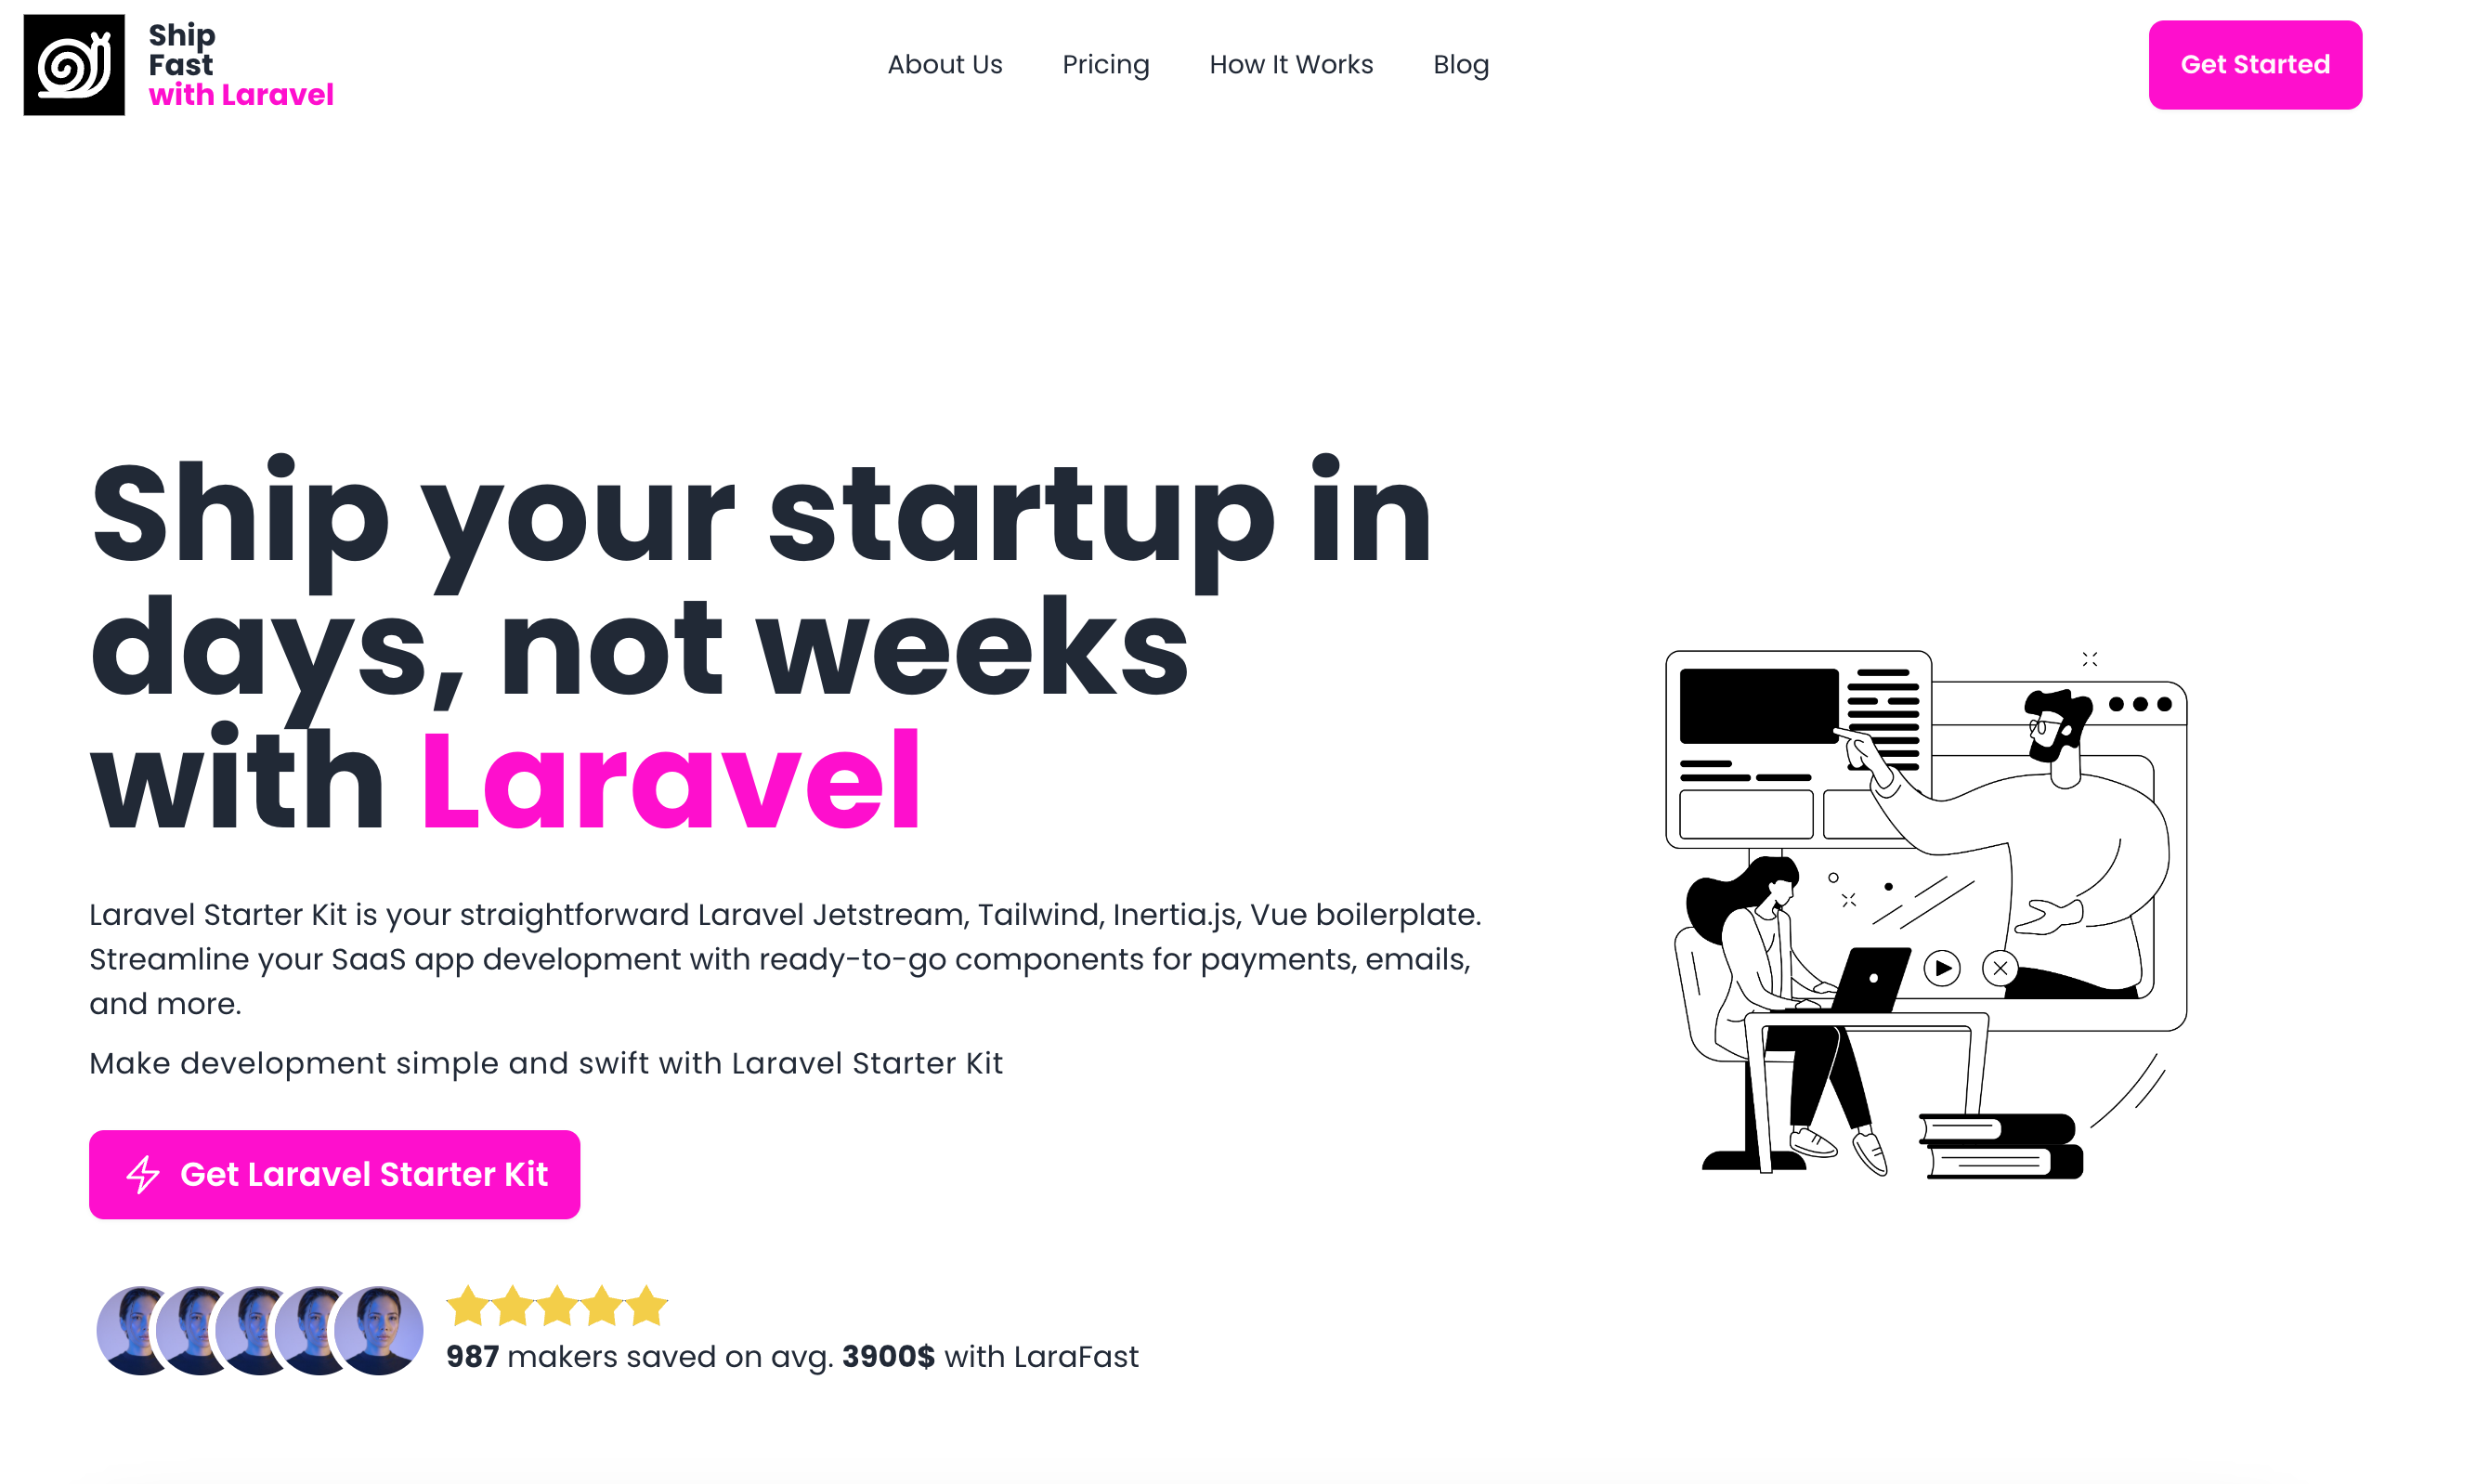 Ship
Fast
with Laravel
About Us
Pricing
How It Works
Blog
Get Started
Ship your startup in
days, not weeks
with Laravel
Laravel Starter Kit is your straightforward Laravel Jetstream, Tailwind, Inertia.js, Vue boilerplate.
Streamline your SaaS app development with ready-to-go components for payments, emails,
and more.
Make development simple and swift with Laravel Starter Kit
Get Laravel Starter Kit
987 makers saved on avg. 3900$ with LaraFast